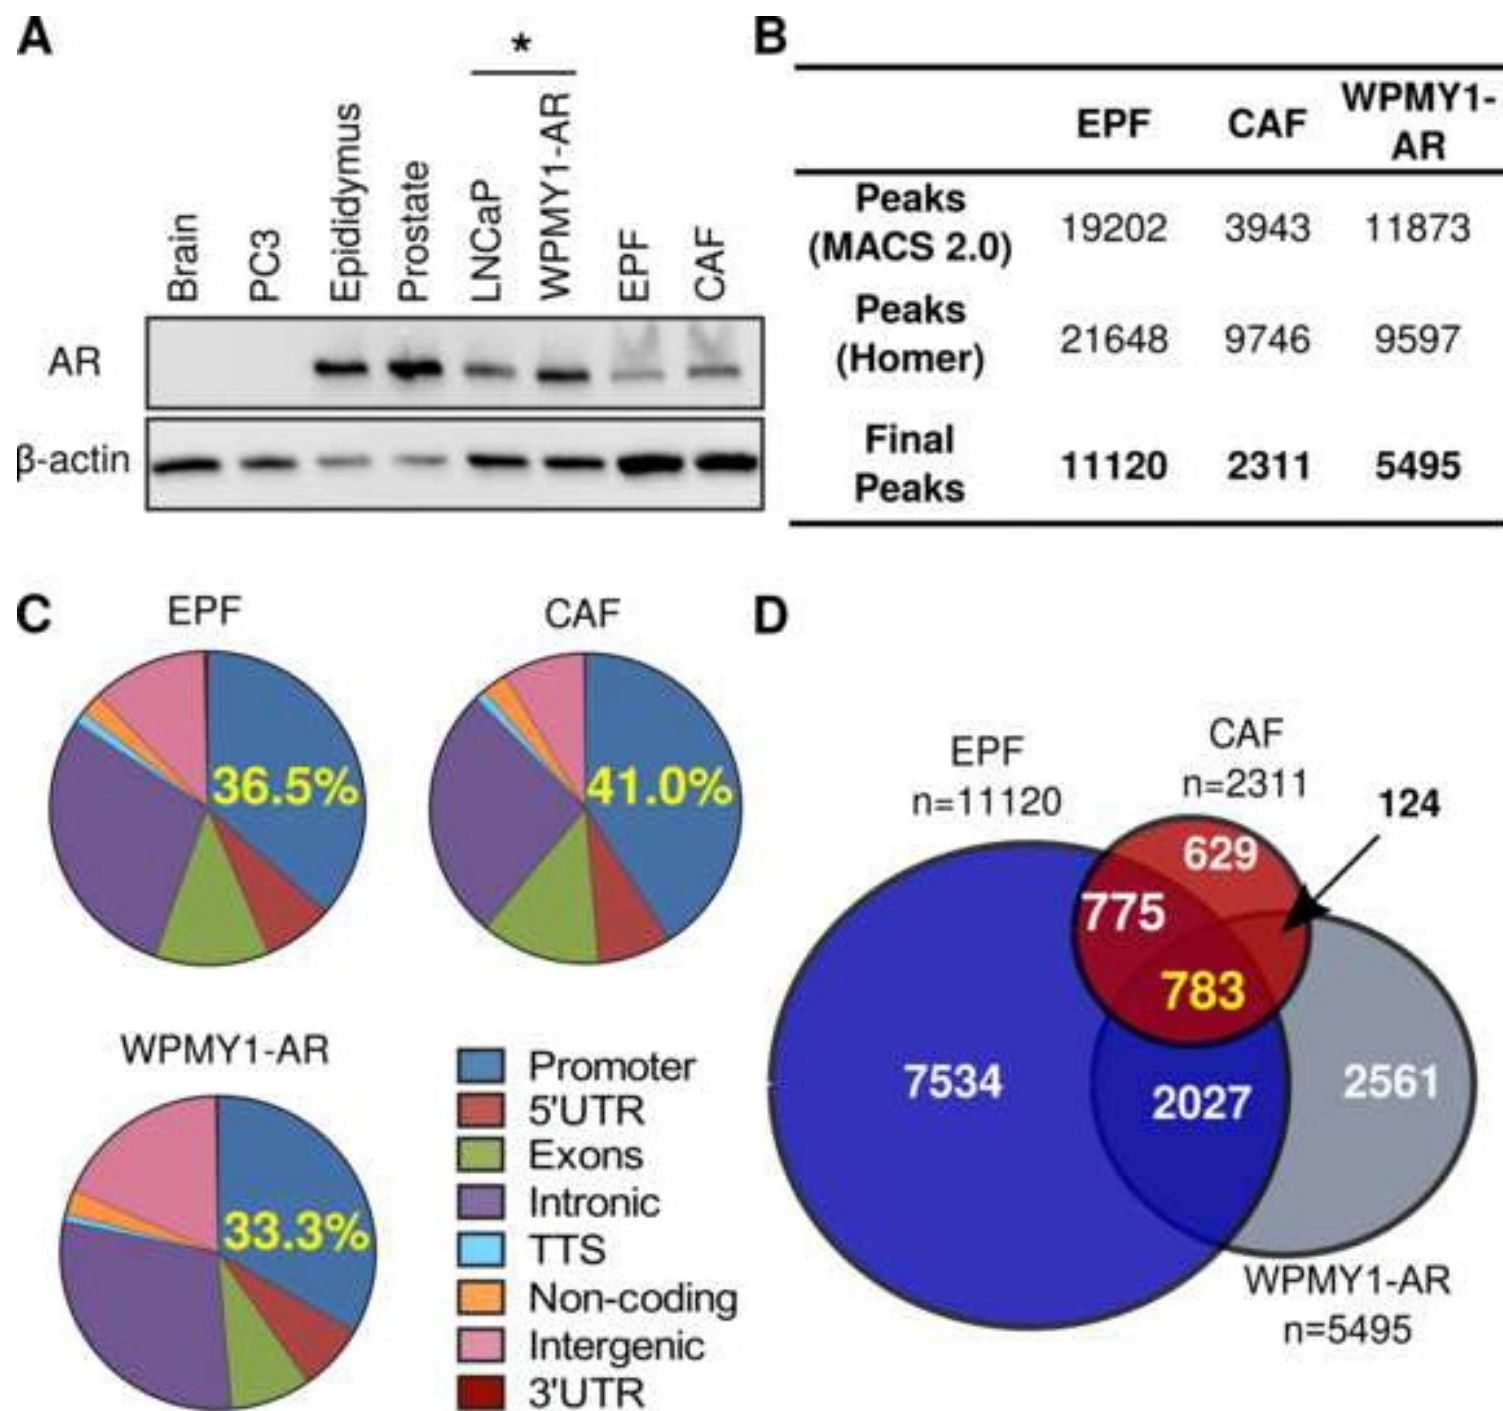 A
*
Brain
PC3
Epididymus
Prostate
LNCaP
WPMY1-AR
EPF
CAF
AR
β-actin
B
EPF CAF WPMY1-
AR
Peaks
(MACS 2.0) 19202 3943 11873
Peaks
(Homer) 21648 9746 9597
Final
Peaks 11120 2311 5495
C
EPF
36.5%
CAF
41.0%
WPMY1-AR
33.3%
Promoter
5'UTR
Exons
Intronic
TTS
Non-coding
Intergenic
3'UTR
D
EPF
n=11120
CAF
n=2311
124
629
775
783
7534
2027
2561
WPMY1-AR
n=5495